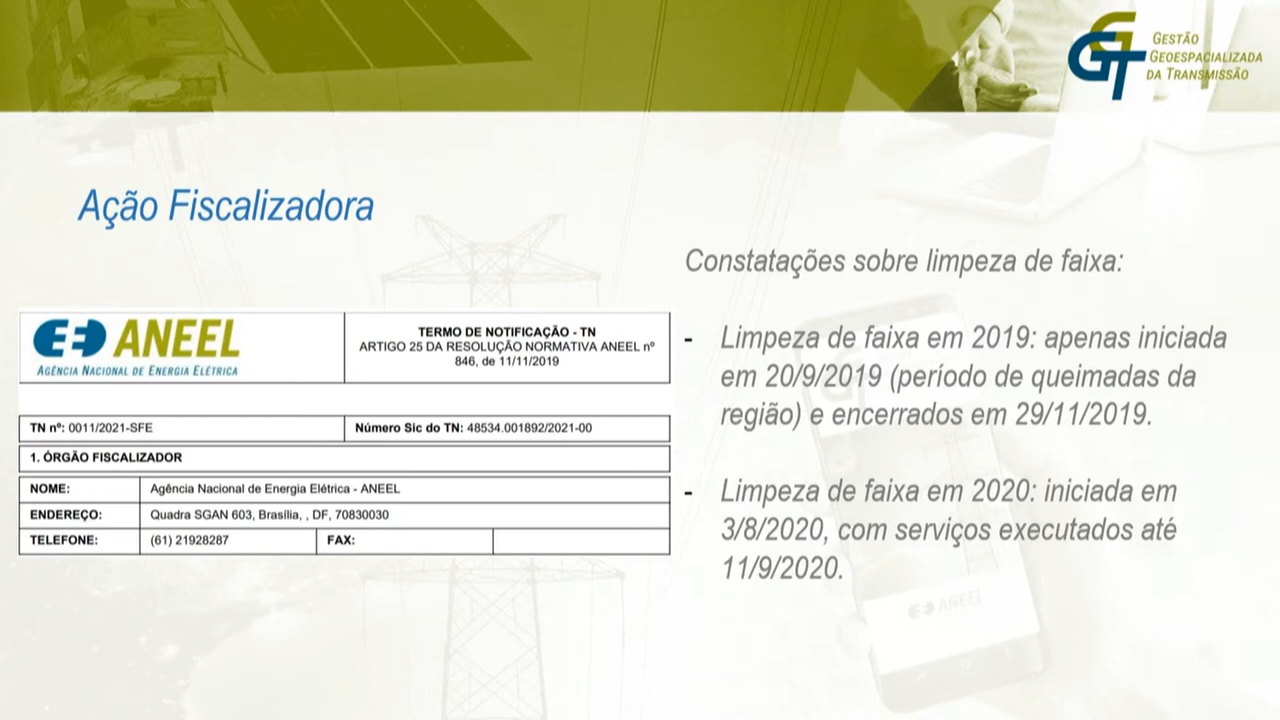 GGT
GESTÃO
GEOESPACIALIZADA
DA TRANSMISSÃO
Ação Fiscalizadora
ANEEL
AGÊNCIA NACIONAL DE ENERGIA ELÉTRICA
TERMO DE NOTIFICAÇÃO - TN
ARTIGO 25 DA RESOLUÇÃO NORMATIVA ANEEL nº
846, de 11/11/2019
TN nº: 0011/2021-SFE
Número Sic do TN: 48534.001892/2021-00
1. ÓRGÃO FISCALIZADOR
NOME: Agência Nacional de Energia Elétrica - ANEEL
ENDEREÇO: Quadra SGAN 603, Brasília, , DF, 70830030
TELEFONE: (61) 21928287 FAX:
Constatações sobre limpeza de faixa:
- Limpeza de faixa em 2019: apenas iniciada
em 20/9/2019 (período de queimadas da
região) e encerrados em 29/11/2019.
- Limpeza de faixa em 2020: iniciada em
3/8/2020, com serviços executados até
11/9/2020.
ANEEL